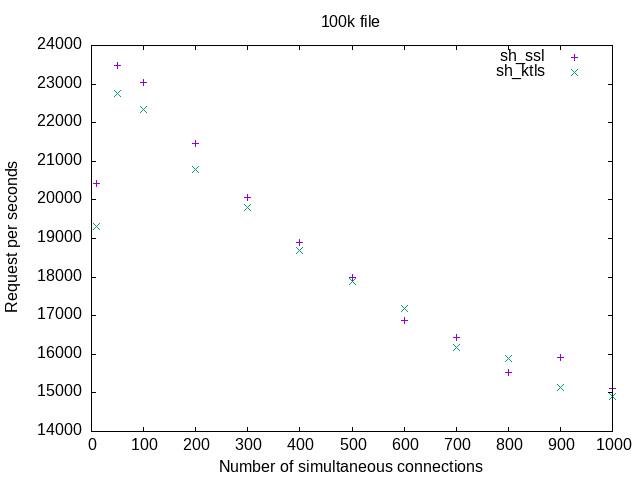 100k file
sh_ssl
sh_ktls
24000
23000
22000
21000
20000
19000
18000
17000
16000
15000
14000
Request per seconds
0 100 200 300 400 500 600 700 800 900 1000
Number of simultaneous connections